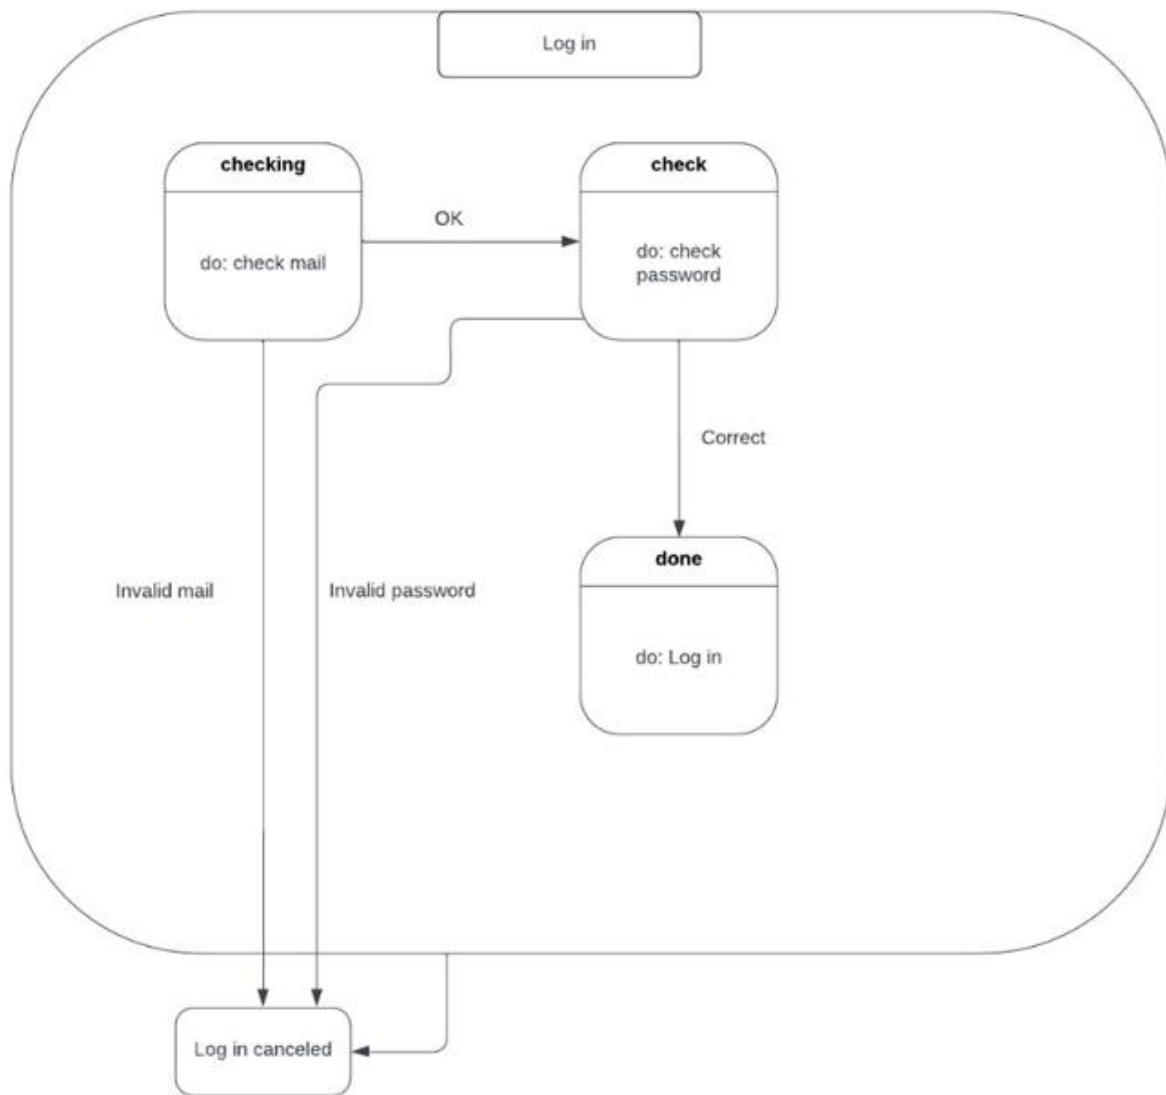 Log in
checking
check
OK
do: check mail
do: check
password
Correct
done
Invalid mail
Invalid password
do: Log in
Log in canceled